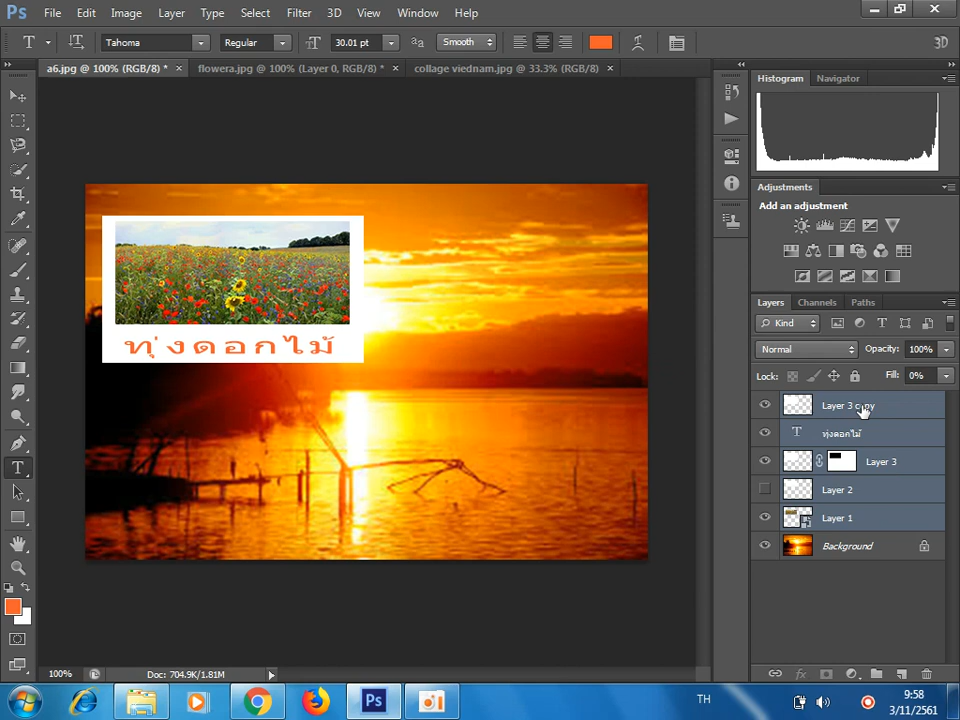 Ps File Edit Image Layer Type Select Filter 3D View Window Help
T Tahoma Regular 30.01 pt aa Smooth 3D
a6.jpg @ 100% (RGB/8) * × flowera.jpg @ 100% (Layer 0, RGB/8) * × collage viednam.jpg @ 33.3% (RGB/8) ×
Histogram Navigator
Adjustments
Add an adjustment
Layers Channels Paths
Kind
Normal Opacity: 100%
Lock: Fill: 0%
Layer 3 copy
ทุ่งดอกไม้
Layer 3
Layer 2
Layer 1
Background
ทุ่งดอกไม้
100% Doc: 704.9K/1.81M
TH
9:58
3/11/2561